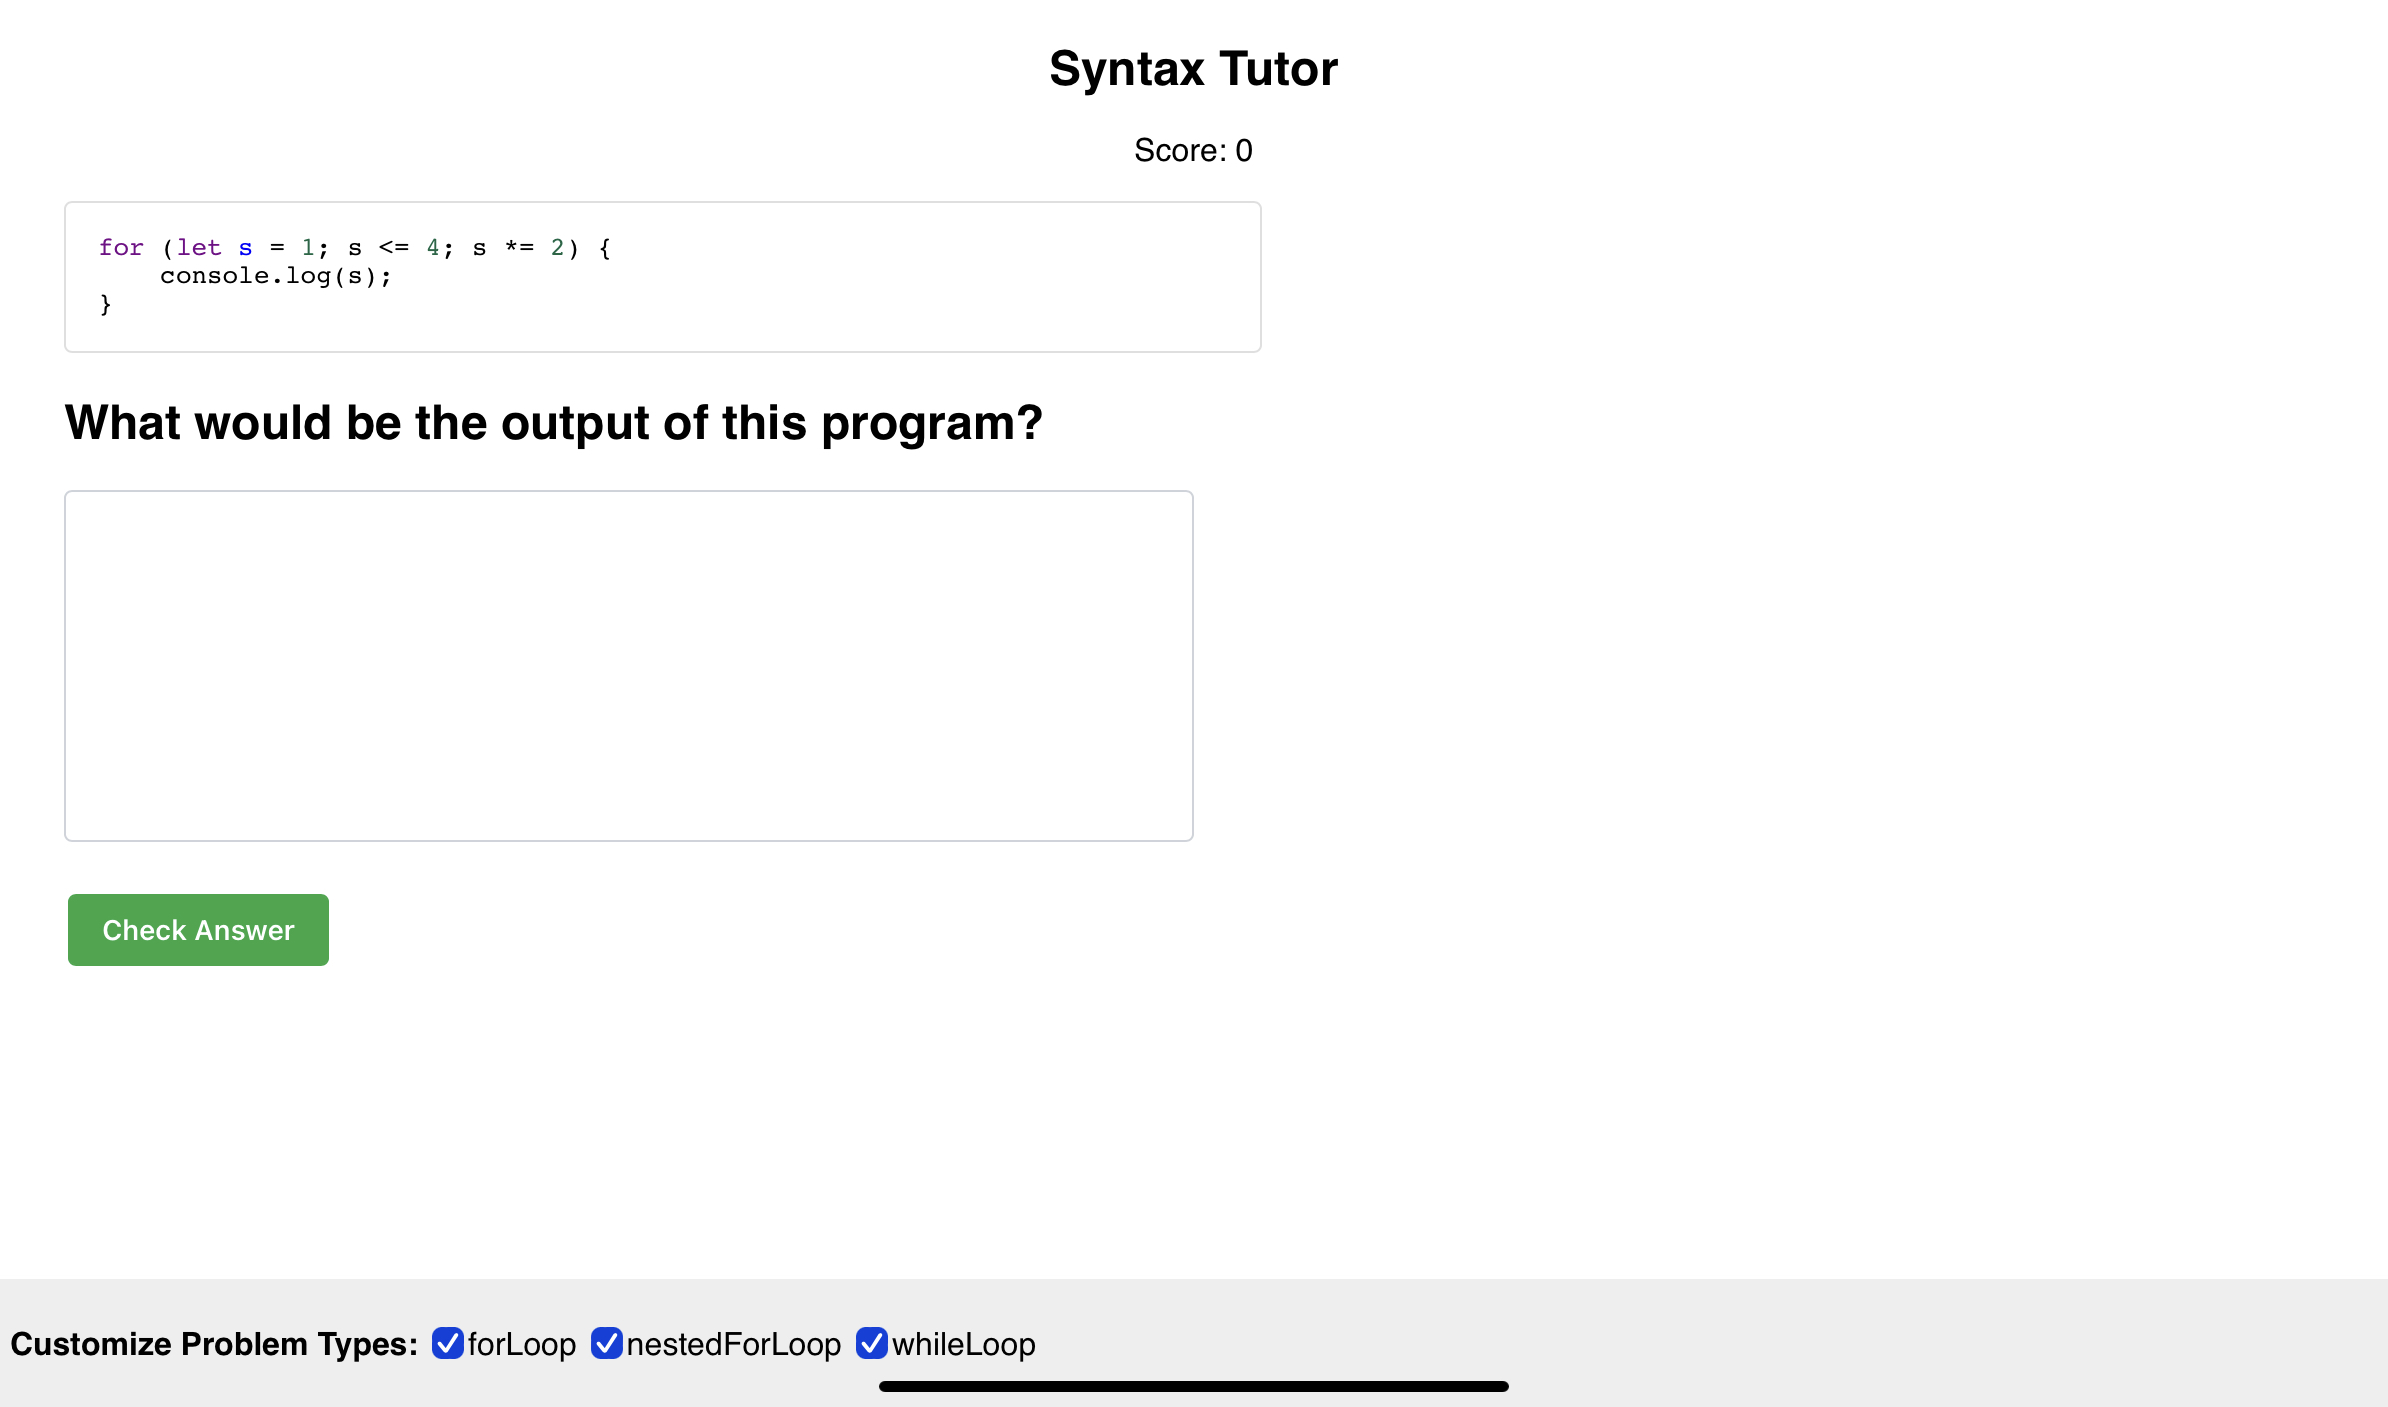 Syntax Tutor
Score: 0
for (let s = 1; s <= 4; s *= 2) {
    console.log(s);
}
What would be the output of this program?
Check Answer
Customize Problem Types: forLoop nestedForLoop whileLoop